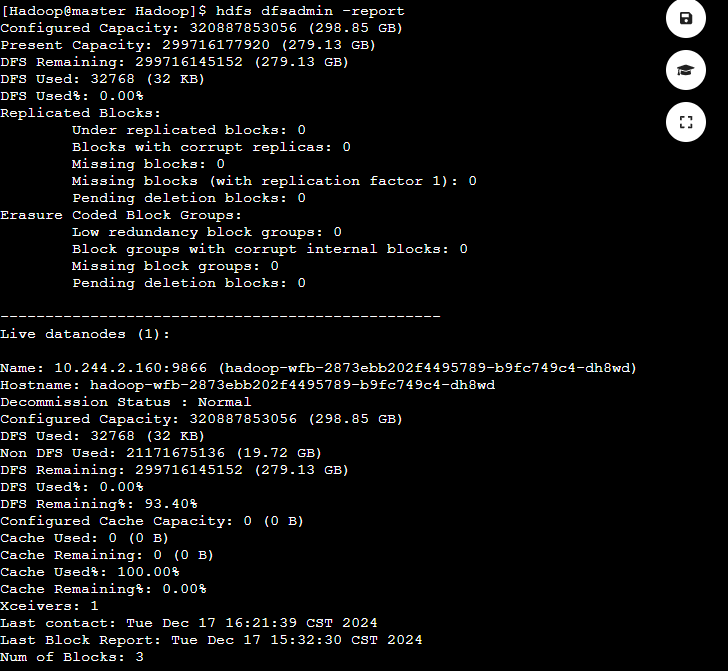 [Hadoop@master Hadoop]$ hdfs dfsadmin -report
Configured Capacity: 320887853056 (298.85 GB)
Present Capacity: 299716177920 (279.13 GB)
DFS Remaining: 299716145152 (279.13 GB)
DFS Used: 32768 (32 KB)
DFS Used%: 0.00%
Replicated Blocks:
Under replicated blocks: 0
Blocks with corrupt replicas: 0
Missing blocks: 0
Missing blocks (with replication factor 1): 0
Pending deletion blocks: 0
Erasure Coded Block Groups:
Low redundancy block groups: 0
Block groups with corrupt internal blocks: 0
Missing block groups: 0
Pending deletion blocks: 0
-------------------------------------------------
Live datanodes (1):
Name: 10.244.2.160:9866 (hadoop-wfb-2873ebb202f4495789-b9fc749c4-dh8wd)
Hostname: hadoop-wfb-2873ebb202f4495789-b9fc749c4-dh8wd
Decommission Status : Normal
Configured Capacity: 320887853056 (298.85 GB)
DFS Used: 32768 (32 KB)
Non DFS Used: 21171675136 (19.72 GB)
DFS Remaining: 299716145152 (279.13 GB)
DFS Used%: 0.00%
DFS Remaining%: 93.40%
Configured Cache Capacity: 0 (0 B)
Cache Used: 0 (0 B)
Cache Remaining: 0 (0 B)
Cache Used%: 100.00%
Cache Remaining%: 0.00%
Xceivers: 1
Last contact: Tue Dec 17 16:21:39 CST 2024
Last Block Report: Tue Dec 17 15:32:30 CST 2024
Num of Blocks: 3